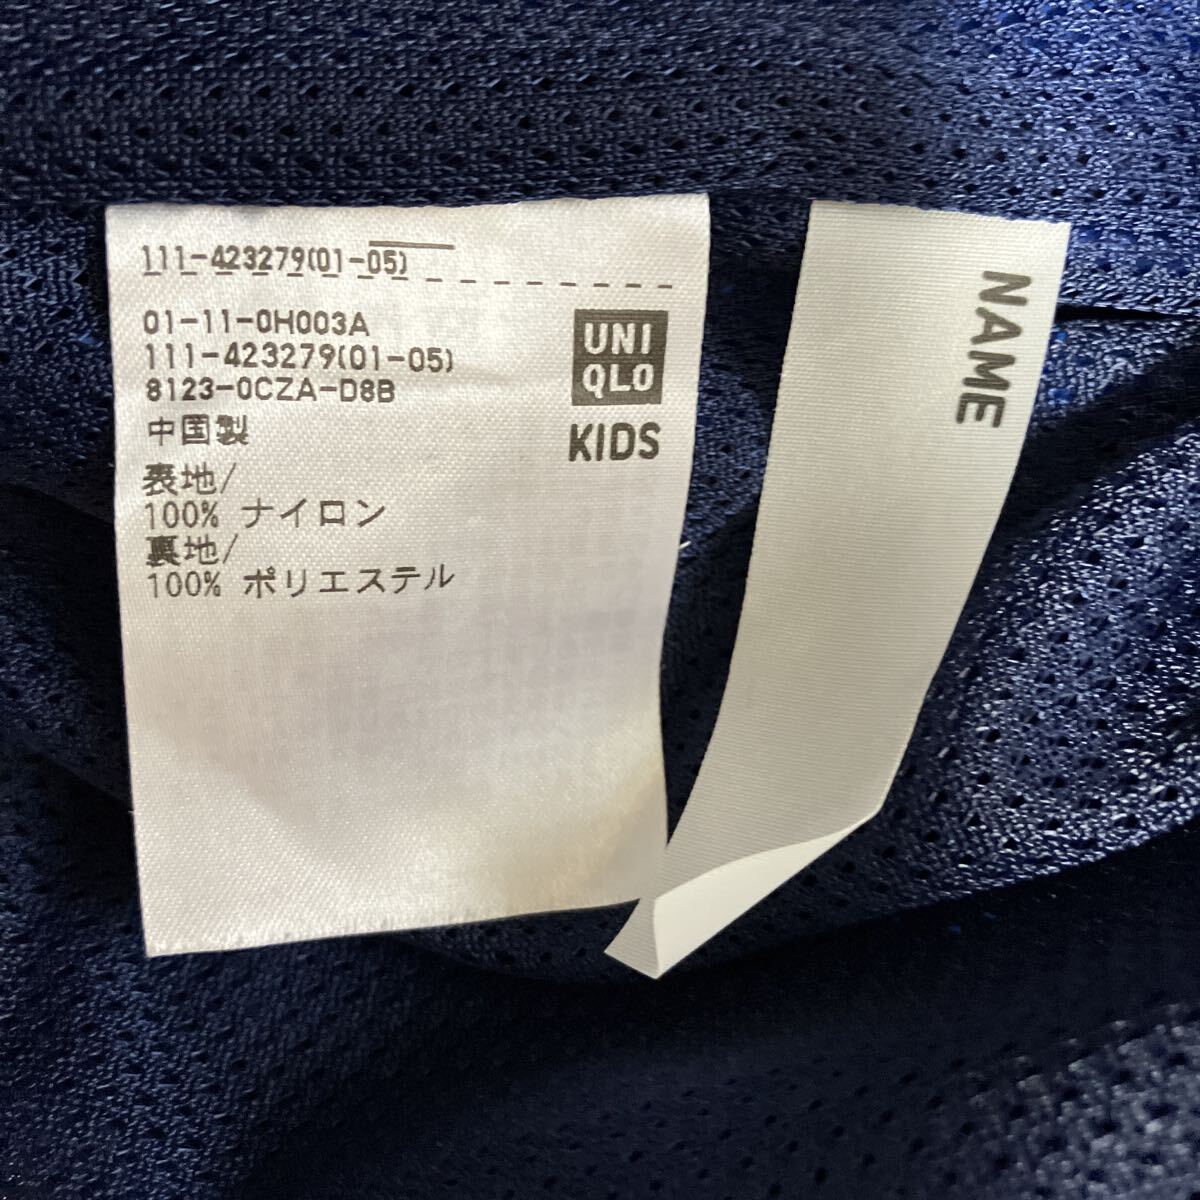 111-423279(01-05)
01-11-0H003A
111-423279(01-05)
8123-0CZA-D8B
中国製
表地/
100% ナイロン
裏地/
100% ポリエステル
UNI
QLO
KIDS
NAME